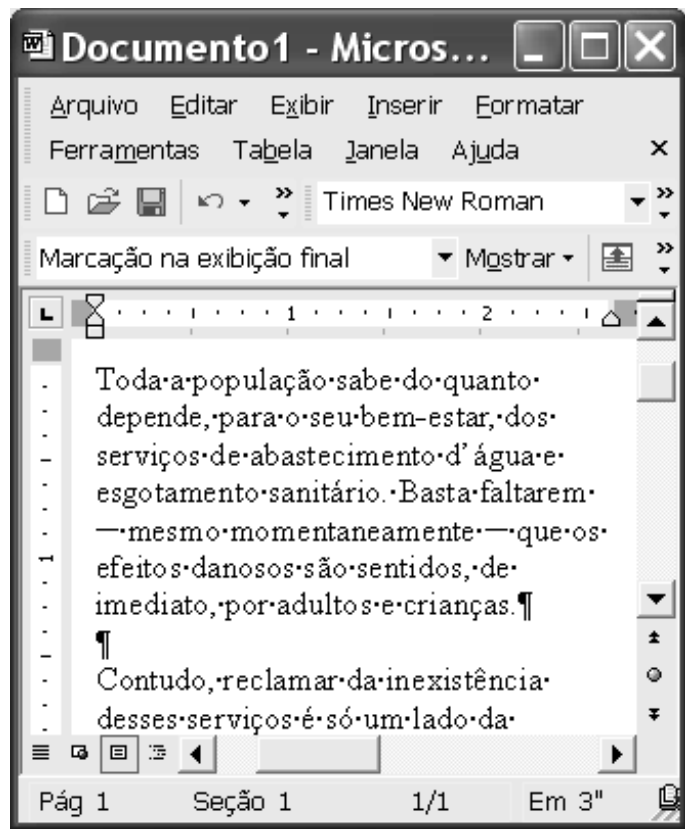 Documento1 - Micros...
Arquivo Editar Exibir Inserir Formatar
Ferramentas Tabela Janela Ajuda
Times New Roman
Marcação na exibição final Mostrar
1 2
Toda·a·população·sabe·do·quanto·
depende,·para·o·seu·bem-estar,·dos·
serviços·de·abastecimento·d’água·e·
esgotamento·sanitário.·Basta·faltarem·
—·mesmo·momentaneamente·—·que·os·
efeitos·danosos·são·sentidos,·de·
imediato,·por·adultos·e·crianças.¶
¶
Contudo,·reclamar·da·inexistência·
desses·serviços·é·só·um·lado·da·
1
Pág 1 Seção 1 1/1 Em 3"